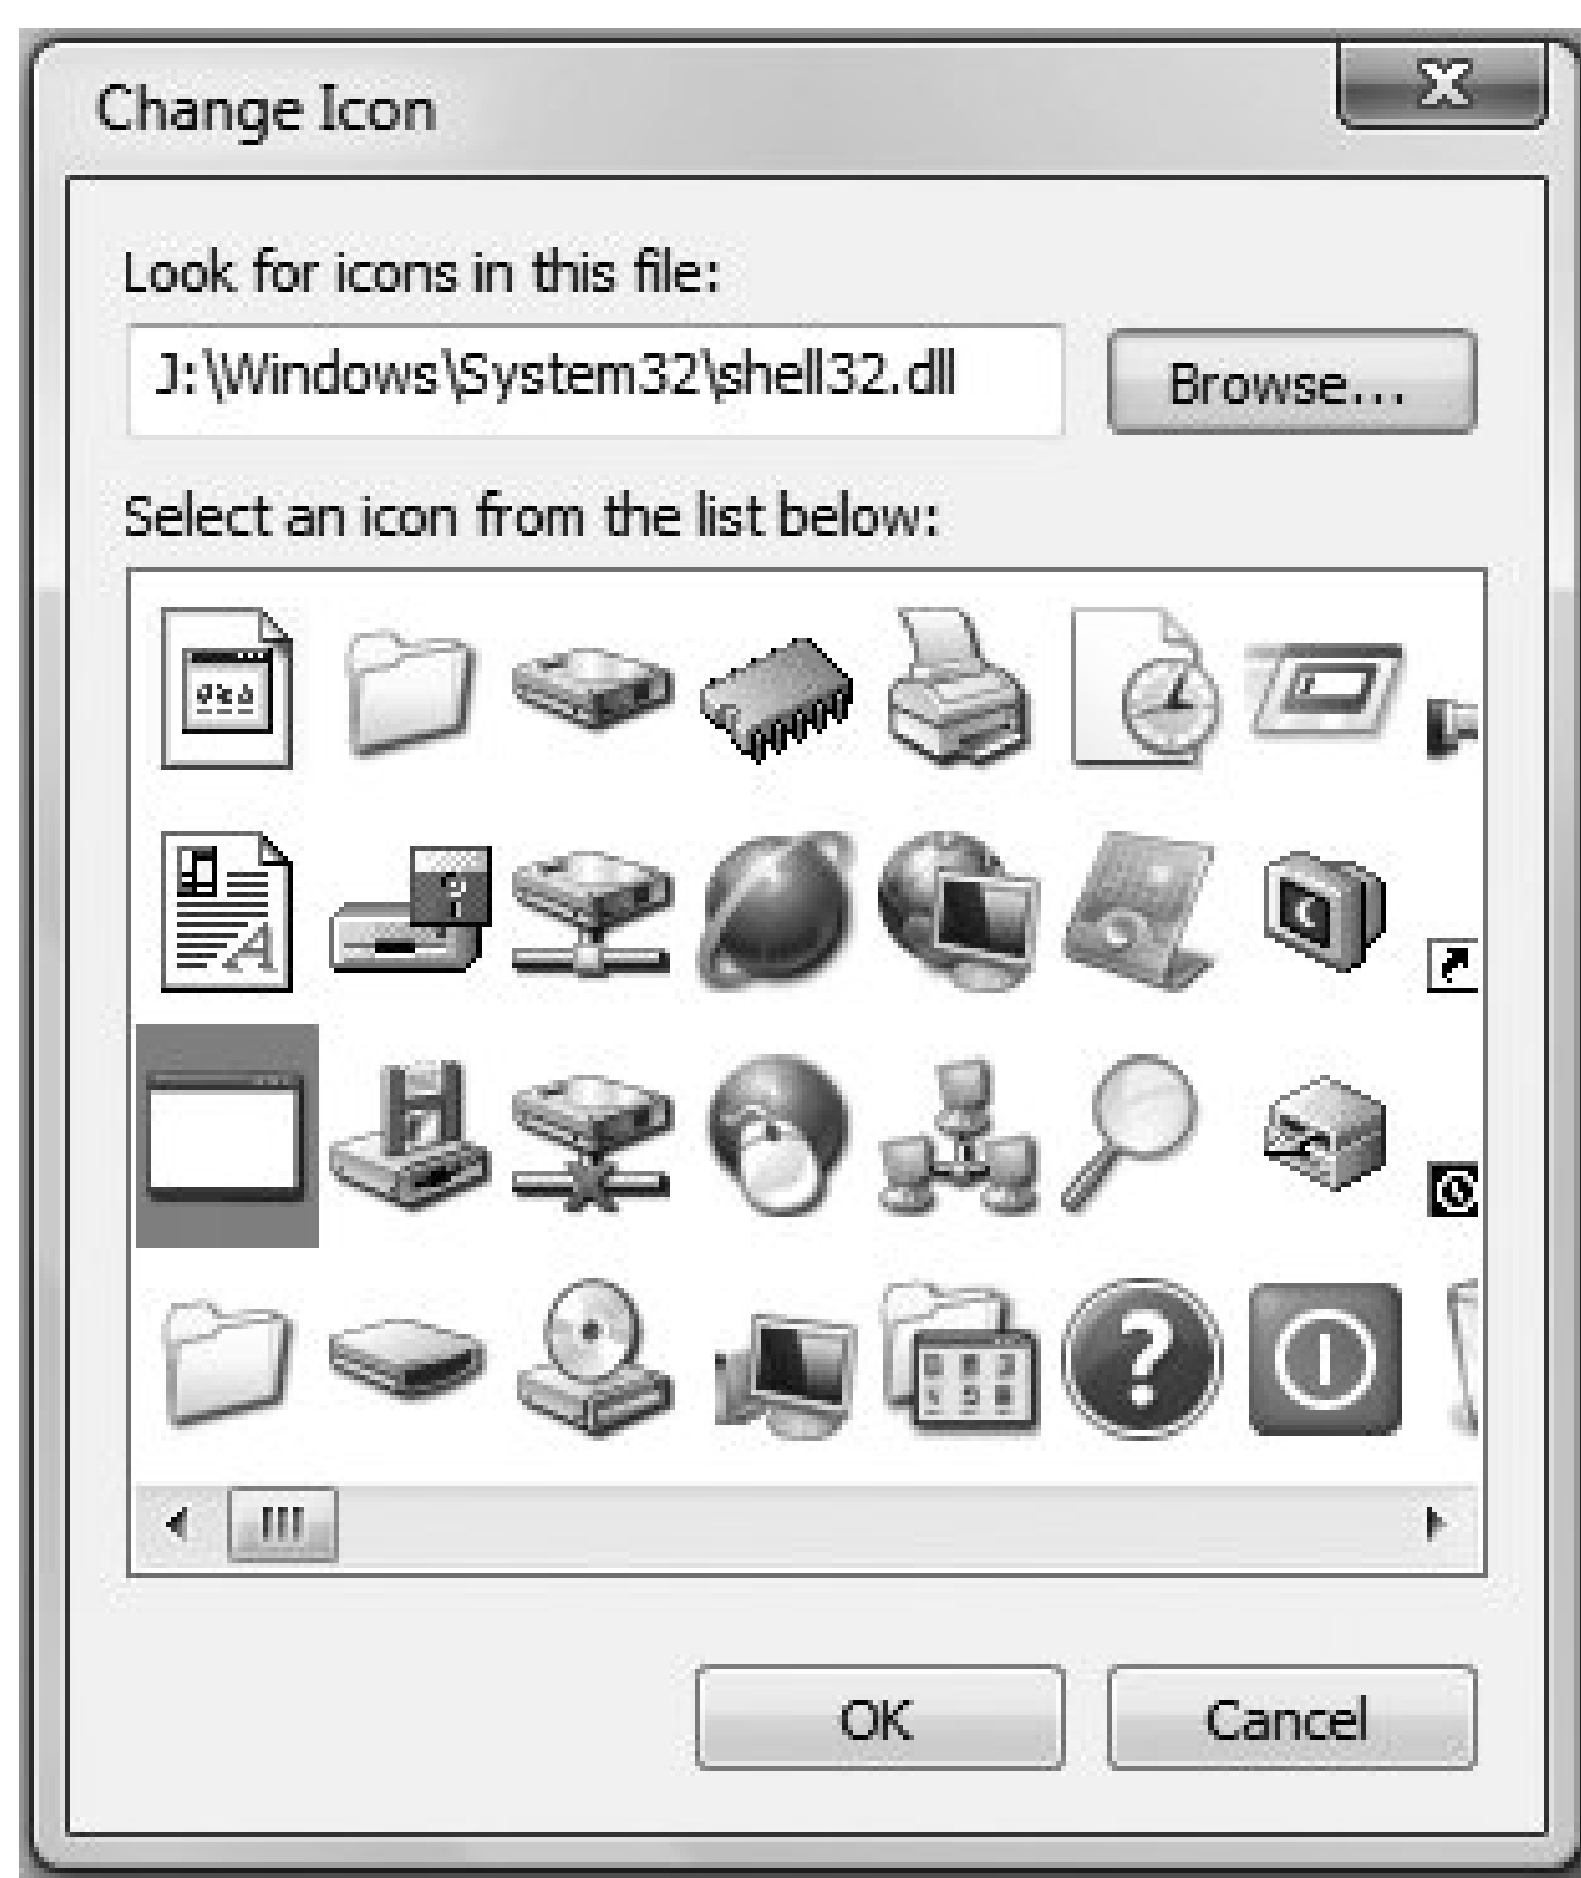 Change Icon
Look for icons in this file:
J:\Windows\System32\shell32.dll
Browse...
Select an icon from the list below:
OK
Cancel